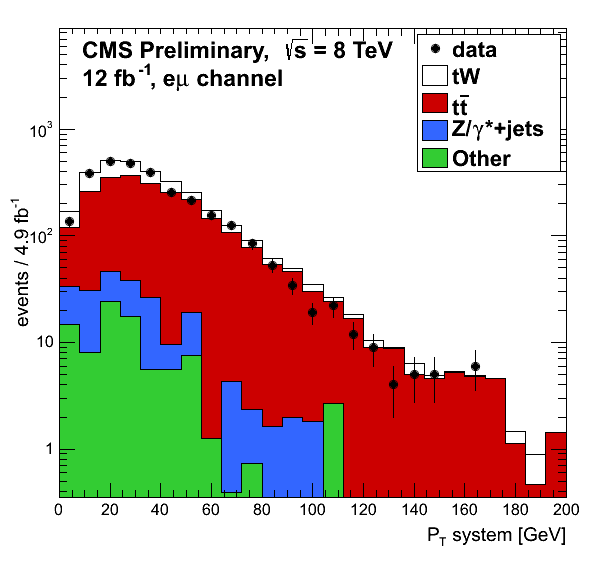 CMS Preliminary, √s = 8 TeV
12 fb⁻¹, eμ channel
data
tW
tt̄
Z/γ*+jets
Other
events / 4.9 fb⁻¹
10³
10²
10
1
0 20 40 60 80 100 120 140 160 180 200
P_T system [GeV]